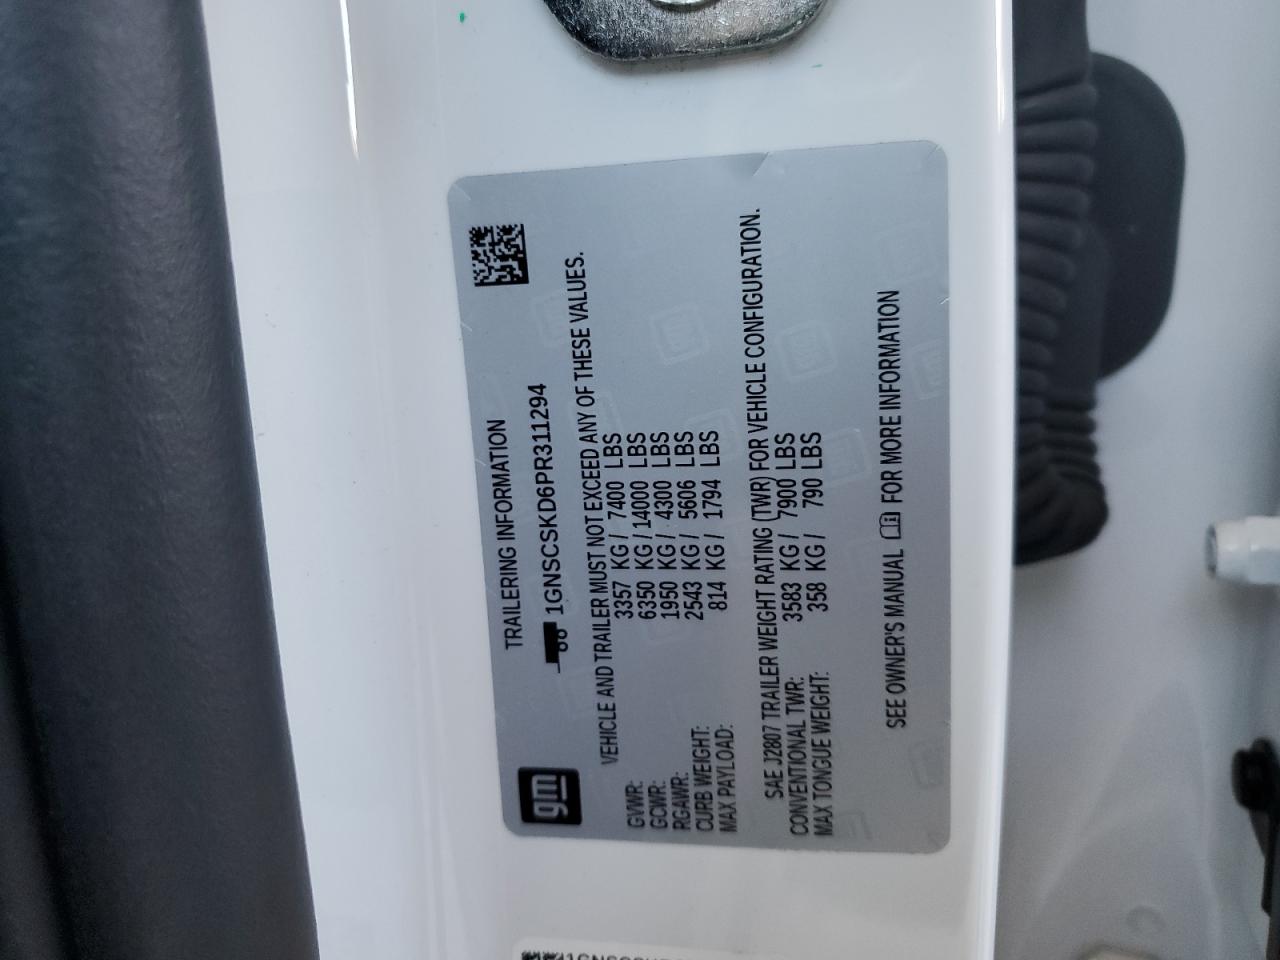 gm
TRAILERING INFORMATION
1GNSCSKD6PR311294
VEHICLE AND TRAILER MUST NOT EXCEED ANY OF THESE VALUES.
GVWR: 3357 KG / 7400 LBS
GCWR: 6350 KG / 14000 LBS
RGAWR: 1950 KG / 4300 LBS
CURB WEIGHT: 2543 KG / 5606 LBS
MAX PAYLOAD: 814 KG / 1794 LBS
SAE J2807 TRAILER WEIGHT RATING (TWR) FOR VEHICLE CONFIGURATION.
CONVENTIONAL TWR: 3583 KG / 7900 LBS
MAX TONGUE WEIGHT: 358 KG / 790 LBS
SEE OWNER'S MANUAL FOR MORE INFORMATION